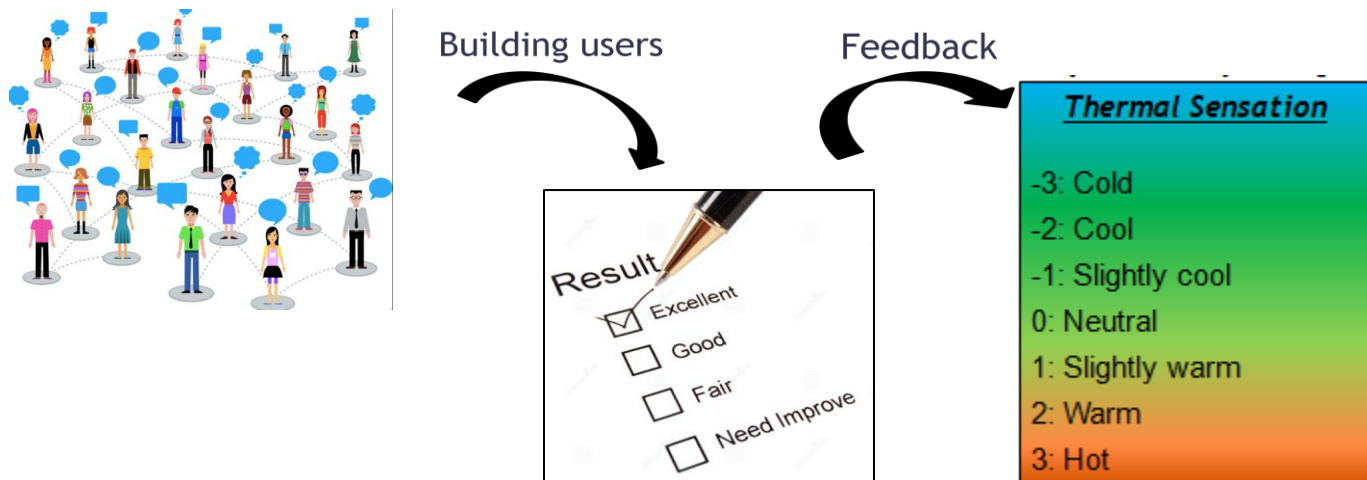 Building users
Feedback
Result
Excellent
Good
Fair
Need Improve
Thermal Sensation
-3: Cold
-2: Cool
-1: Slightly cool
0: Neutral
1: Slightly warm
2: Warm
3: Hot